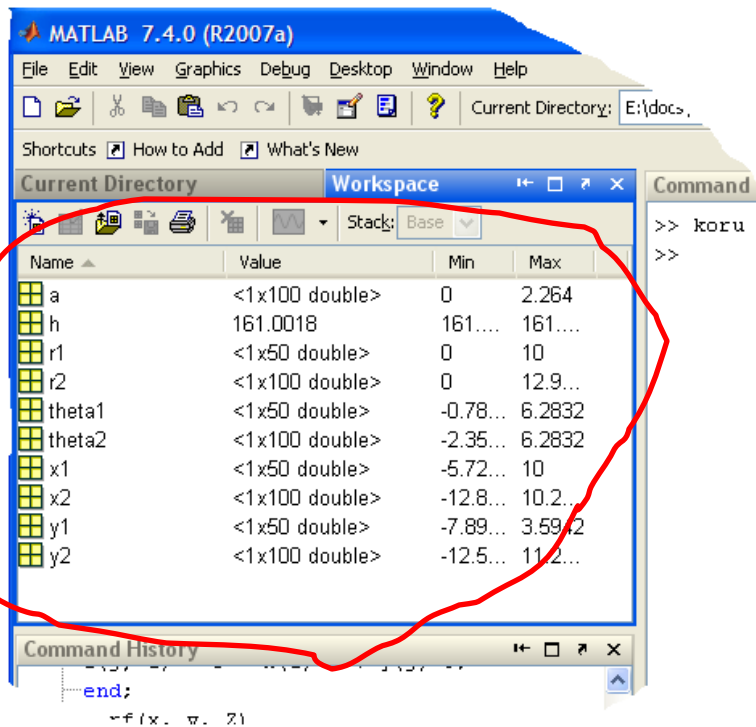 MATLAB 7.4.0 (R2007a)
File Edit View Graphics Debug Desktop Window Help
Current Directory: E:\docs,
Shortcuts How to Add What's New
Current Directory Workspace Command
Stack: Base
>> koru
>>
Name Value Min Max
a <1x100 double> 0 2.264
h 161.0018 161.... 161....
r1 <1x50 double> 0 10
r2 <1x100 double> 0 12.9...
theta1 <1x50 double> -0.78... 6.2832
theta2 <1x100 double> -2.35... 6.2832
x1 <1x50 double> -5.72... 10
x2 <1x100 double> -12.8... 10.2...
y1 <1x50 double> -7.89... 3.5942
y2 <1x100 double> -12.5... 11.2...
Command History
end;